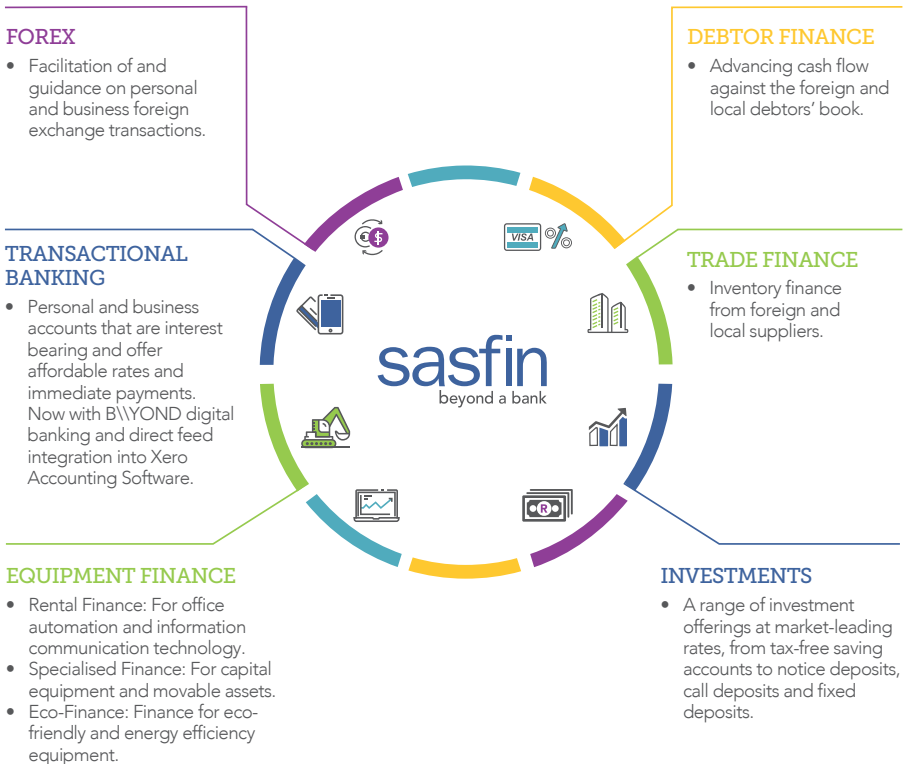 FOREX
• Facilitation of and
guidance on personal
and business foreign
exchange transactions.
DEBTOR FINANCE
• Advancing cash flow
against the foreign and
local debtors’ book.
TRANSACTIONAL
BANKING
• Personal and business
accounts that are interest
bearing and offer
affordable rates and
immediate payments.
Now with B\\YOND digital
banking and direct feed
integration into Xero
Accounting Software.
TRADE FINANCE
• Inventory finance
from foreign and
local suppliers.
$
VISA %
sasfin
beyond a bank
R
EQUIPMENT FINANCE
• Rental Finance: For office
automation and information
communication technology.
• Specialised Finance: For capital
equipment and movable assets.
• Eco-Finance: Finance for eco-
friendly and energy efficiency
equipment.
INVESTMENTS
• A range of investment
offerings at market-leading
rates, from tax-free saving
accounts to notice deposits,
call deposits and fixed
deposits.